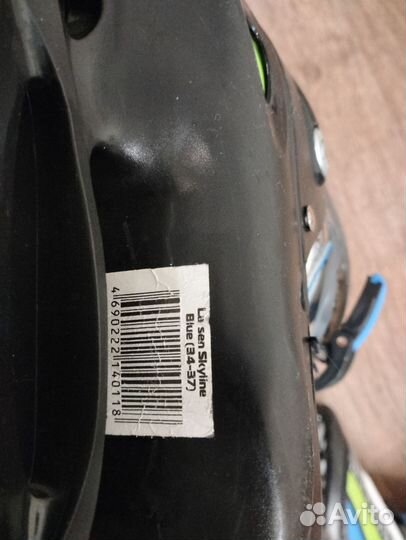 La sen Skyline
Blue (34-37)
4690222140118
Avito